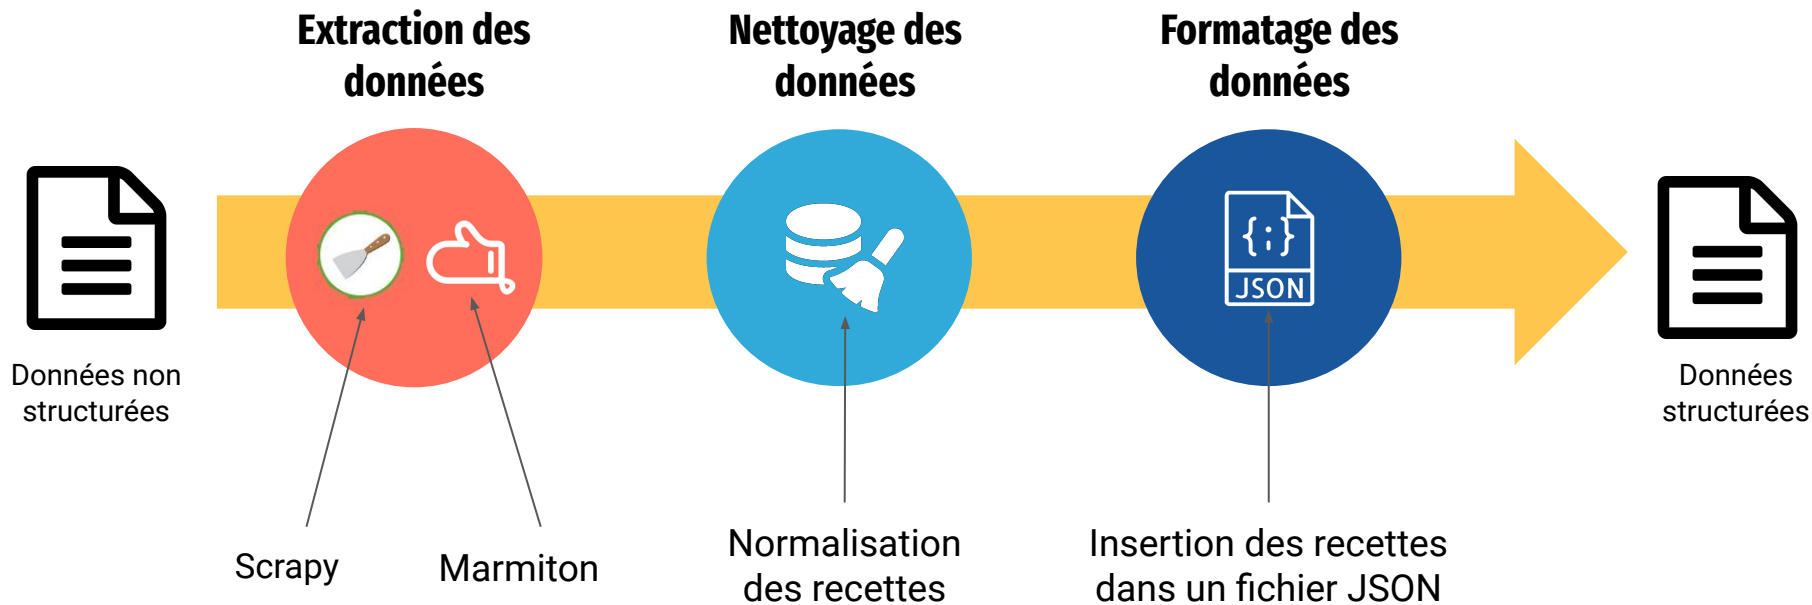 Extraction des
données
Nettoyage des
données
Formatage des
données
{;}
JSON
Données non
structurées
Données
structurées
Scrapy
Marmiton
Normalisation
des recettes
Insertion des recettes
dans un fichier JSON